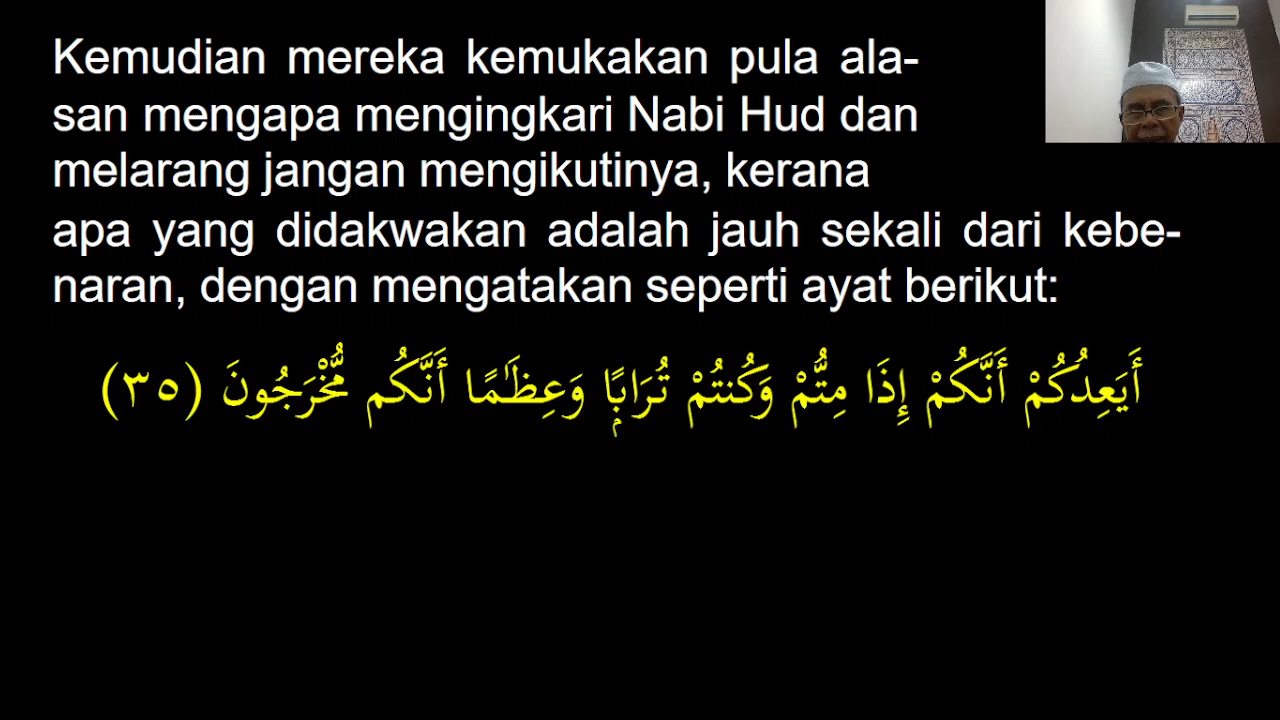 Kemudian mereka kemukakan pula ala-
san mengapa mengingkari Nabi Hud dan
melarang jangan mengikutinya, kerana
apa yang didakwakan adalah jauh sekali dari kebe-
naran, dengan mengatakan seperti ayat berikut:
أَيَعِدُكُمْ أَنَّكُمْ إِذَا مِتُّمْ وَكُنتُمْ تُرَابًۭا وَعِظَـٰمًا أَنَّكُم مُّخْرَجُونَ (٣٥)